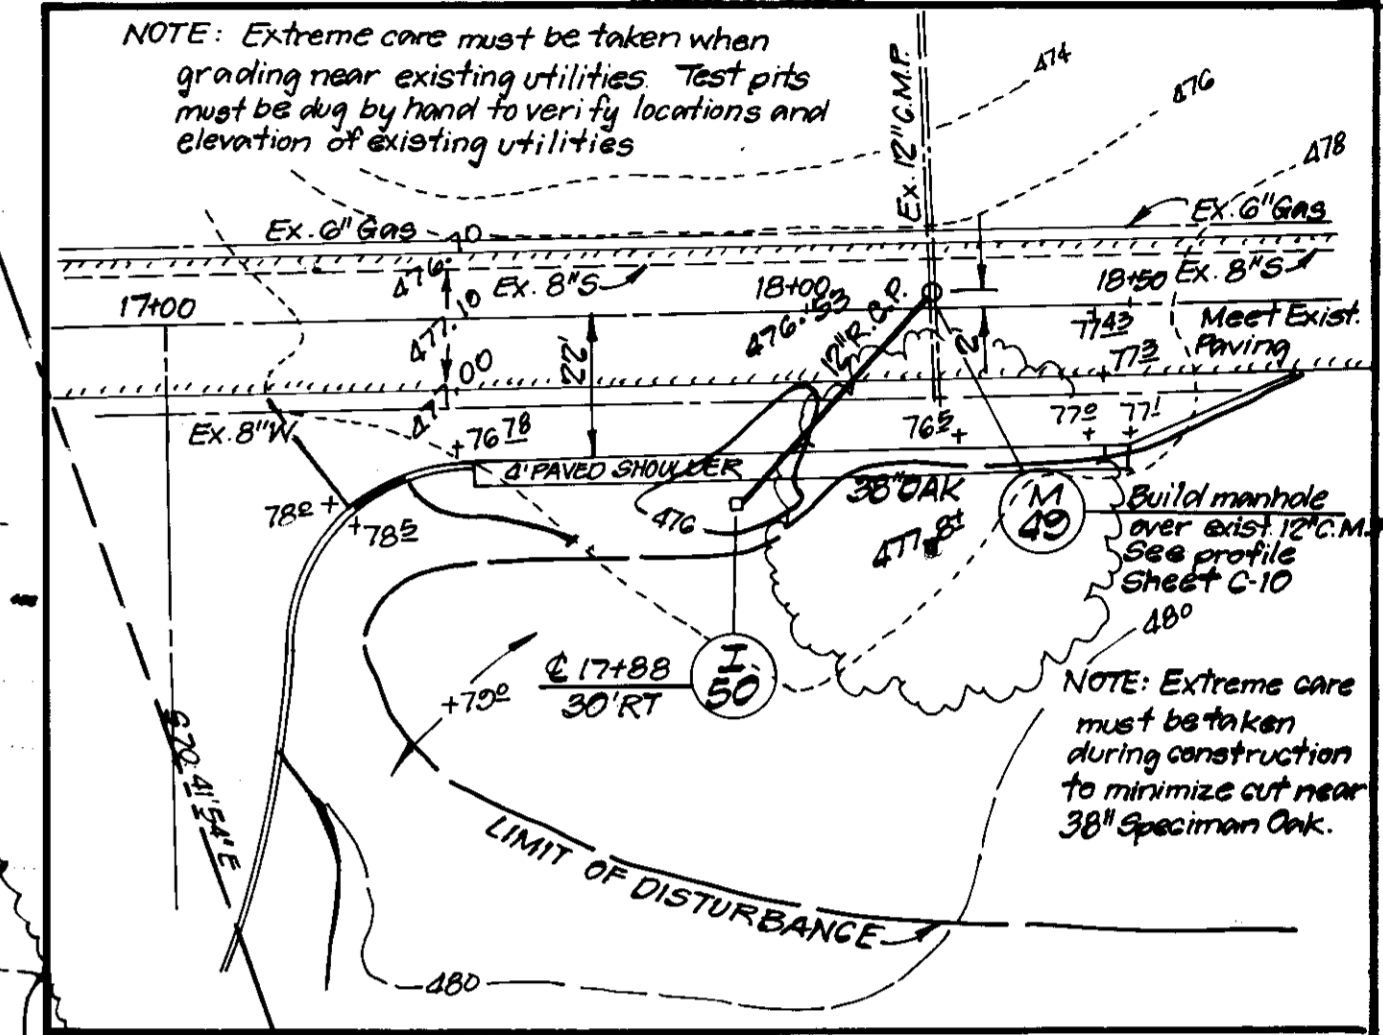 NOTE: Extreme care must be taken when
grading near existing utilities. Test pits
must be dug by hand to verify locations and
elevation of existing utilities
Ex. 12" C.M.P.
474
476
478
Ex. 6" Gas
Ex. 6" Gas
476.70
Ex. 8" S
Ex. 8" S
17+00
18+00
18+50
477.10
476.53
12" R.C.P.
77 43
Meet Exist.
Paving
22'
2'
77 3
477.00
Ex. 8" W
+76 78
76 5 +
77 0
77 1
4' PAVED SHOULDER
38" OAK
476
477.8±
78 0 +
+78 5
M
49
Build manhole
over exist. 12" C.M.P.
See profile
Sheet C-10
480
+79 0
₵ 17+88
30' RT
I
50
NOTE: Extreme care
must be taken
during construction
to minimize cut near
38" Speciman Oak.
S 70° 41' 54" E
LIMIT OF DISTURBANCE
480